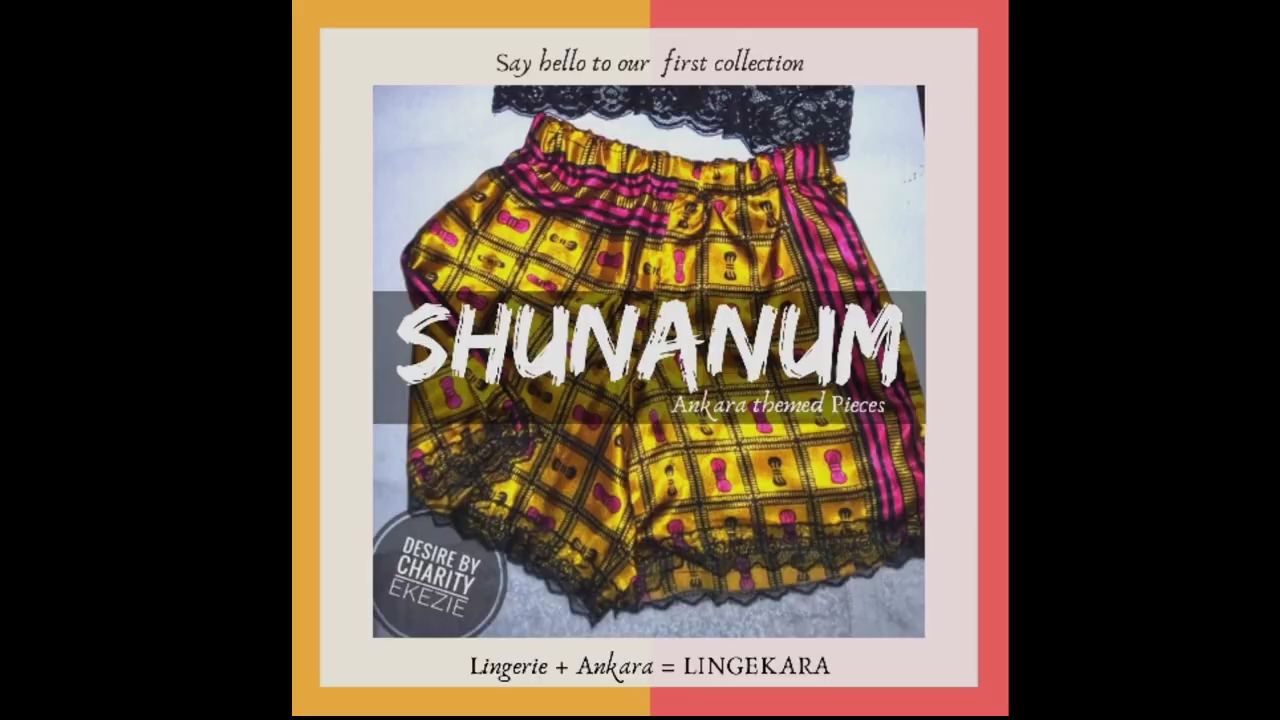 Say hello to our first collection
SHUNANUM
Ankara themed Pieces
DESIRE BY
CHARITY
EKEZIE
Lingerie + Ankara = LINGEKARA